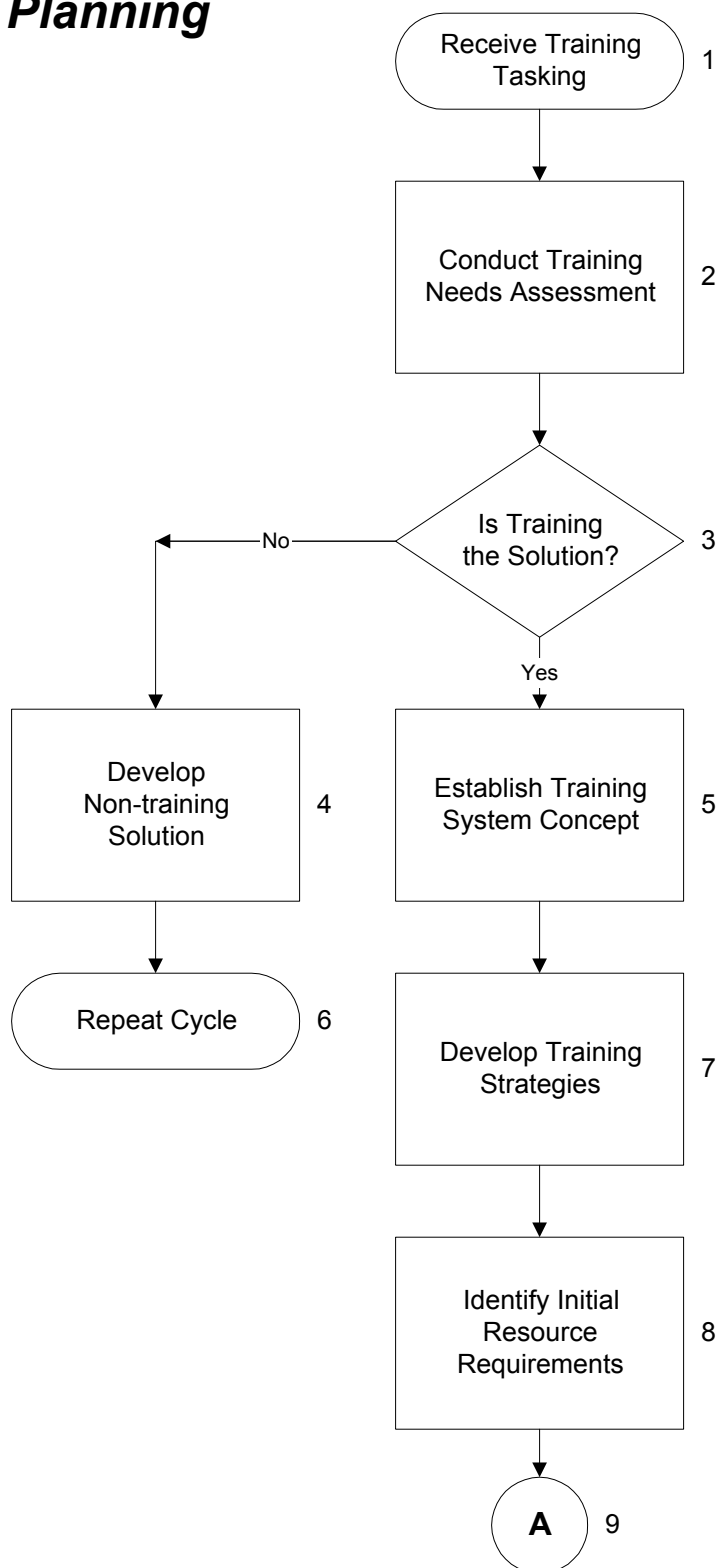 Planning
Receive Training
Tasking
1
Conduct Training
Needs Assessment
2
Is Training
the Solution?
3
No
Yes
Develop
Non-training
Solution
4
Establish Training
System Concept
5
Repeat Cycle
6
Develop Training
Strategies
7
Identify Initial
Resource
Requirements
8
A
9